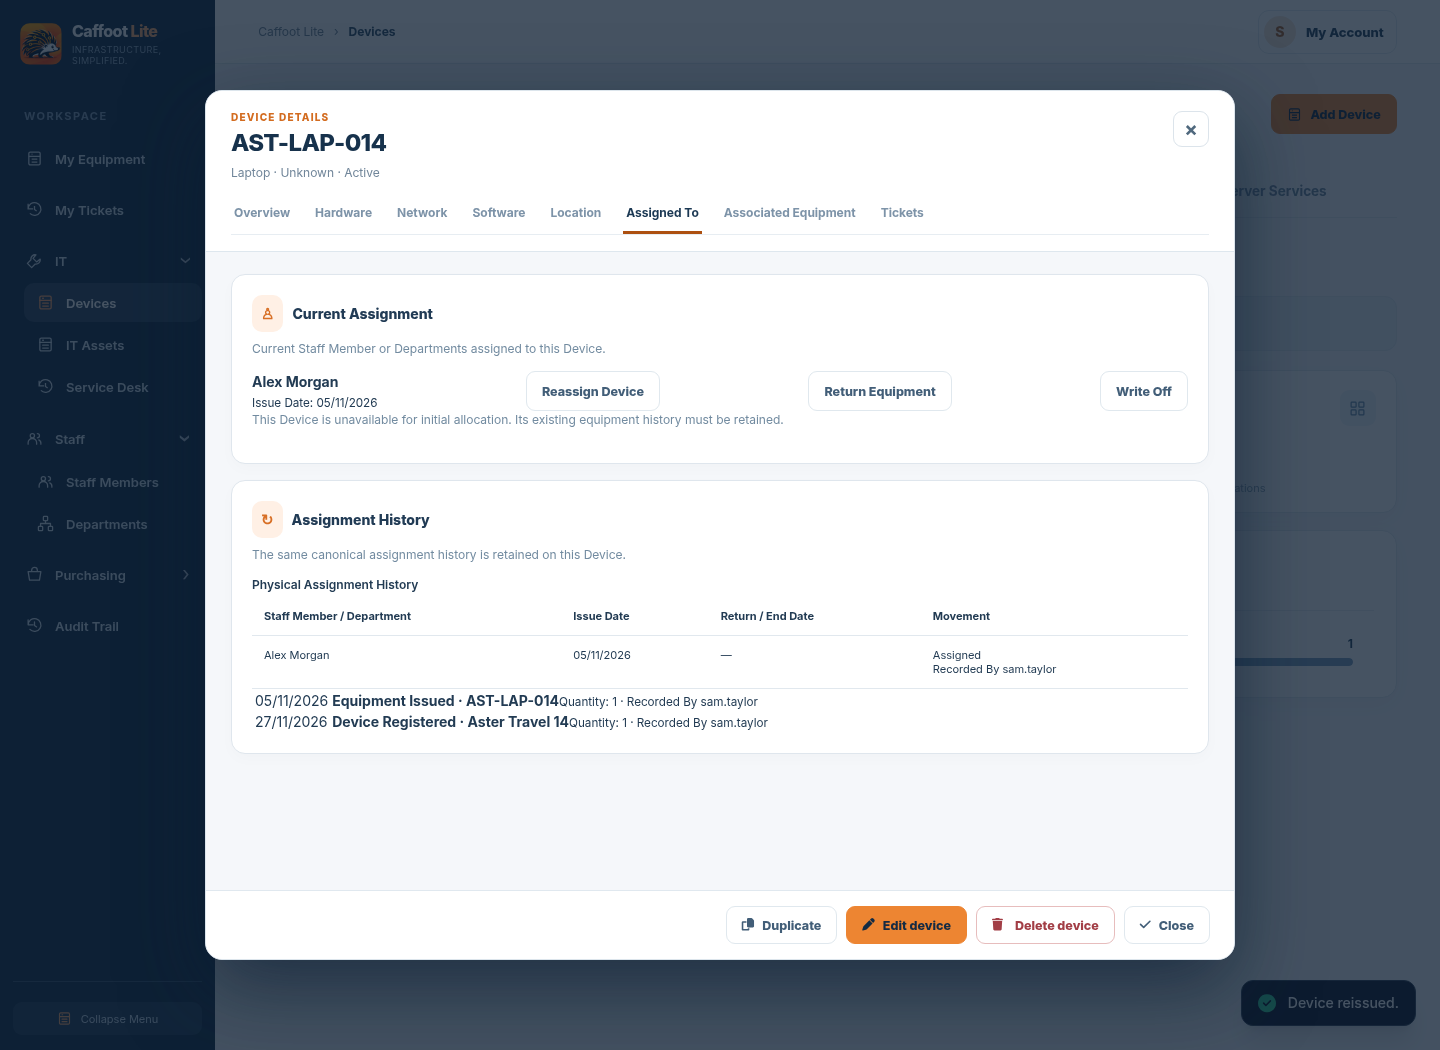 Caffoot Lite
INFRASTRUCTURE,
SIMPLIFIED.
Caffoot Lite › Devices
S My Account
WORKSPACE
My Equipment
My Tickets
IT
Devices
IT Assets
Service Desk
Staff
Staff Members
Departments
Purchasing
Audit Trail
Collapse Menu
Add Device
erver Services
1
DEVICE DETAILS
AST-LAP-014
Laptop · Unknown · Active
Overview Hardware Network Software Location Assigned To Associated Equipment Tickets
Current Assignment
Current Staff Member or Departments assigned to this Device.
Alex Morgan
Issue Date: 05/11/2026
Reassign Device Return Equipment Write Off
This Device is unavailable for initial allocation. Its existing equipment history must be retained.
Assignment History
The same canonical assignment history is retained on this Device.
Physical Assignment History
Staff Member / Department Issue Date Return / End Date Movement
Alex Morgan 05/11/2026 — Assigned
Recorded By sam.taylor
05/11/2026 Equipment Issued · AST-LAP-014Quantity: 1 · Recorded By sam.taylor
27/11/2026 Device Registered · Aster Travel 14Quantity: 1 · Recorded By sam.taylor
Duplicate Edit device Delete device Close
Device reissued.